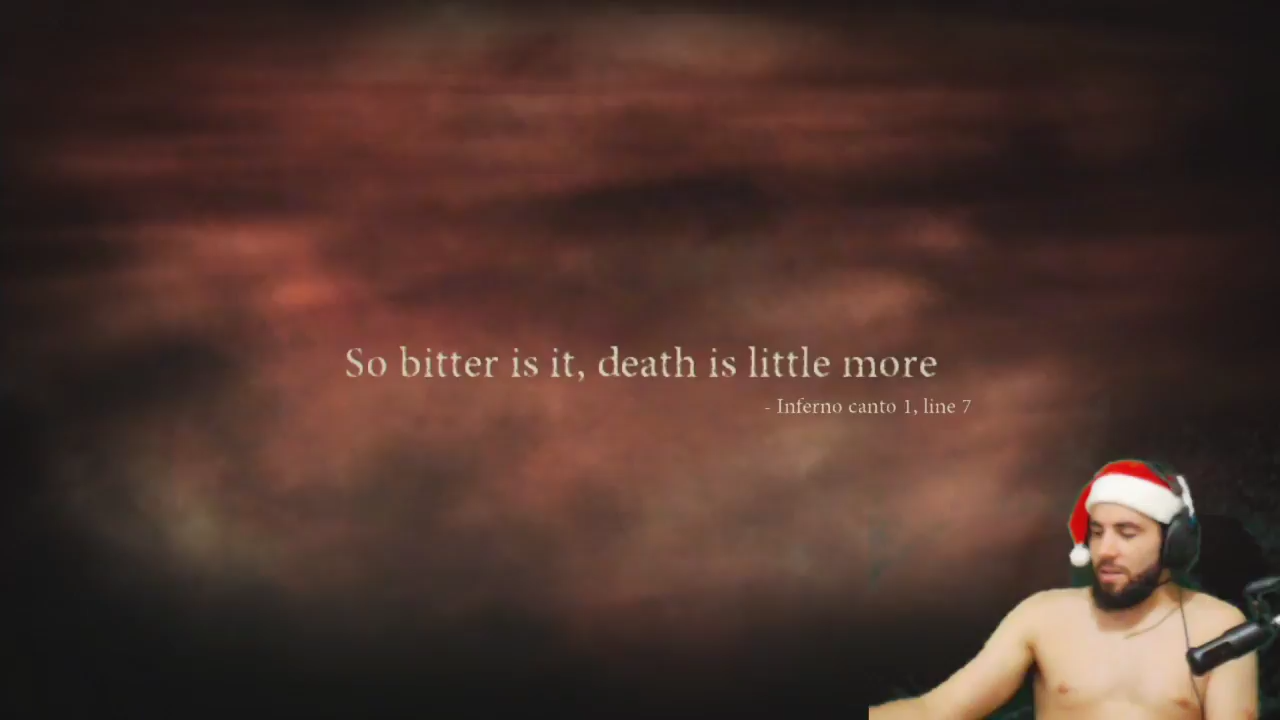 So bitter is it, death is little more
- Inferno canto 1, line 7